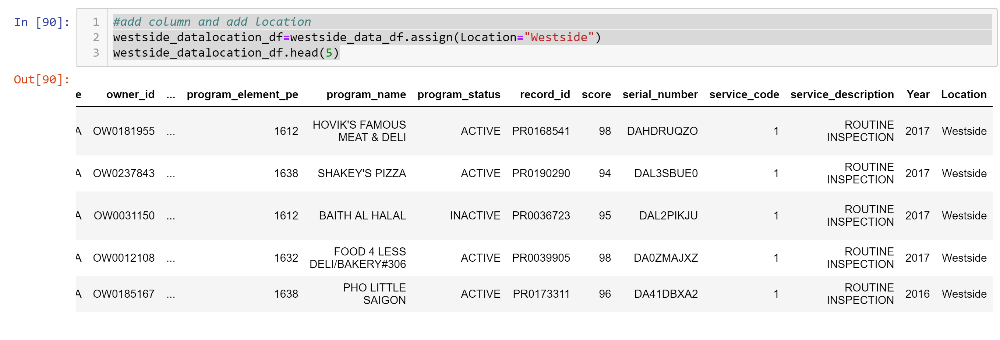 In [90]:
1 #add column and add location
2 westside_datalocation_df=westside_data_df.assign(Location="Westside")
3 westside_datalocation_df.head(5)
Out[90]:
e owner_id ... program_element_pe program_name program_status record_id score serial_number service_code service_description Year Location
A OW0181955 ... 1612 HOVIK'S FAMOUS MEAT & DELI ACTIVE PR0168541 98 DAHDRUQZO 1 ROUTINE INSPECTION 2017 Westside
A OW0237843 ... 1638 SHAKEY'S PIZZA ACTIVE PR0190290 94 DAL3SBUE0 1 ROUTINE INSPECTION 2017 Westside
A OW0031150 ... 1612 BAITH AL HALAL INACTIVE PR0036723 95 DAL2PIKJU 1 ROUTINE INSPECTION 2017 Westside
A OW0012108 ... 1632 FOOD 4 LESS DELI/BAKERY#306 ACTIVE PR0039905 98 DA0ZMAJXZ 1 ROUTINE INSPECTION 2017 Westside
A OW0185167 ... 1638 PHO LITTLE SAIGON ACTIVE PR0173311 96 DA41DBXA2 1 ROUTINE INSPECTION 2016 Westside